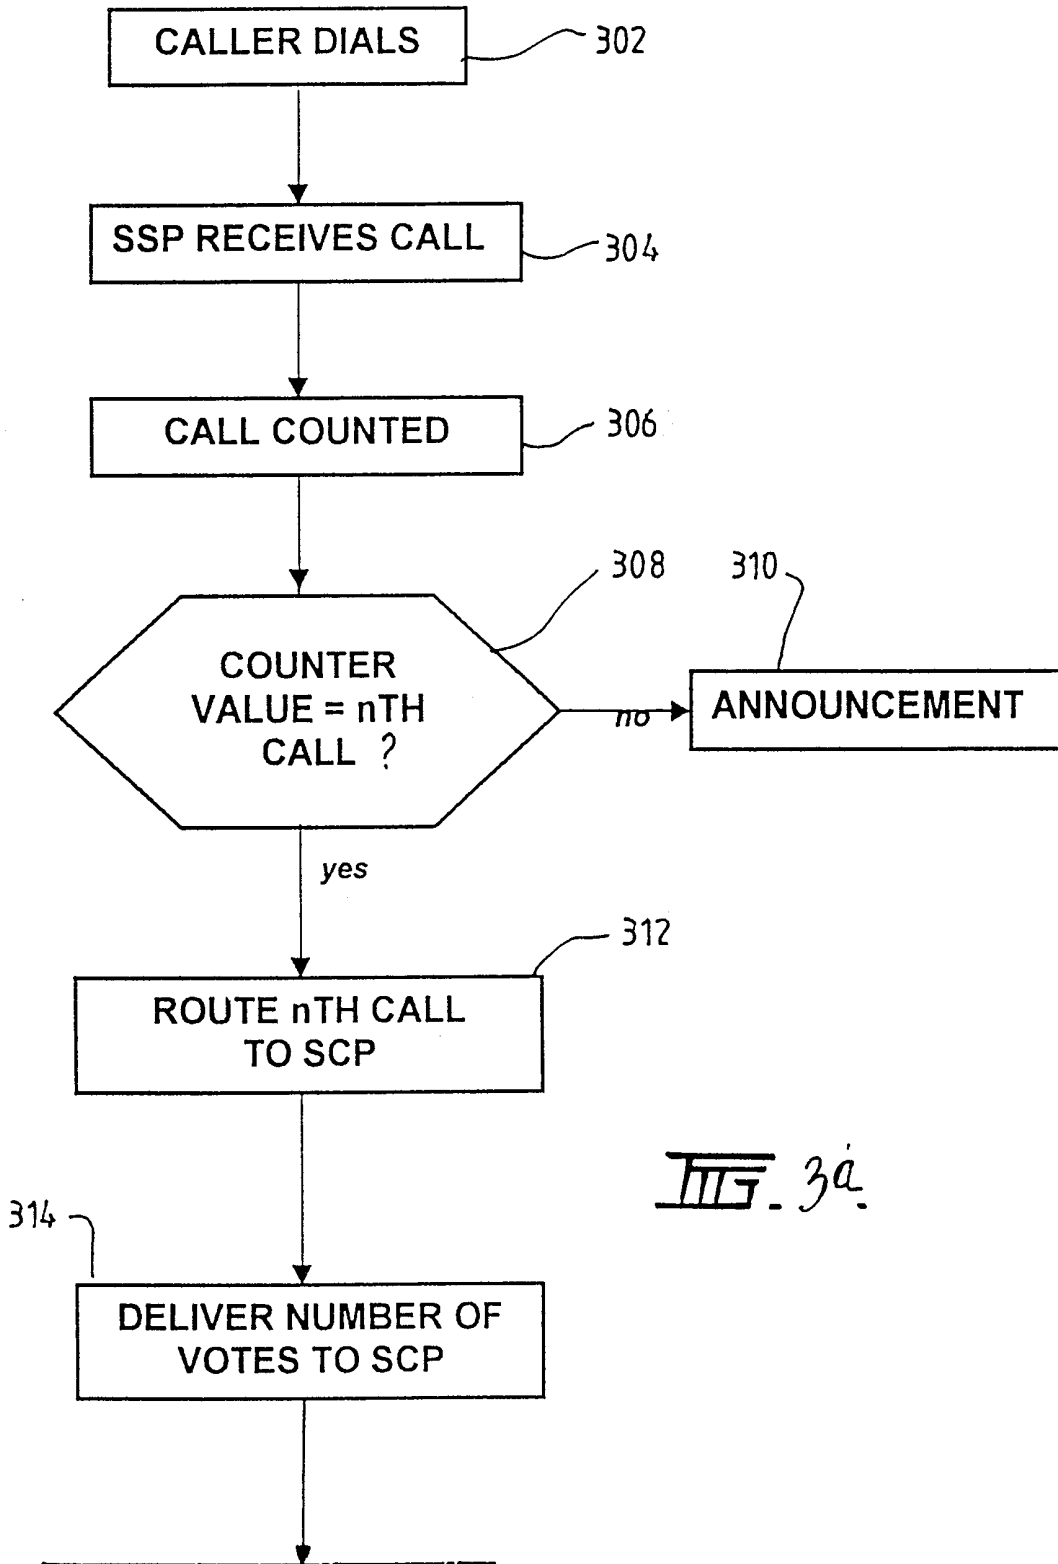 CALLER DIALS
302
SSP RECEIVES CALL
304
CALL COUNTED
306
308
310
COUNTER
VALUE = nTH
CALL ?
no
ANNOUNCEMENT
yes
312
ROUTE nTH CALL
TO SCP
FIG. 3a.
314
DELIVER NUMBER OF
VOTES TO SCP